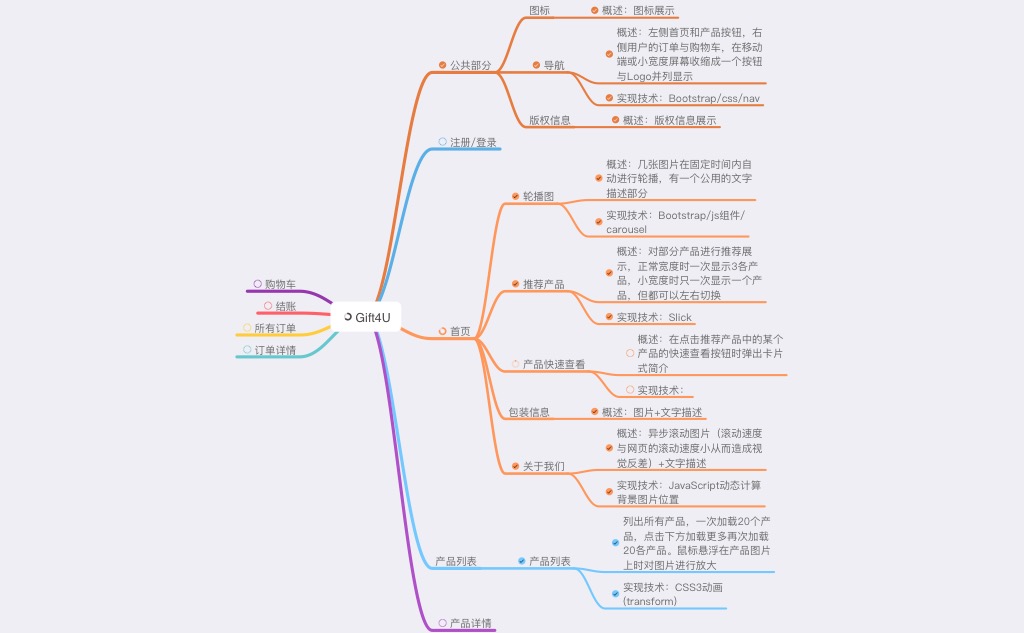 图标
概述：图标展示
公共部分
导航
概述：左侧首页和产品按钮，右
侧用户的订单与购物车，在移动
端或小宽度屏幕收缩成一个按钮
与Logo并列显示
实现技术：Bootstrap/css/nav
版权信息
概述：版权信息展示
注册/登录
轮播图
概述：几张图片在固定时间内自
动进行轮播，有一个公用的文字
描述部分
实现技术：Bootstrap/js组件/
carousel
首页
推荐产品
概述：对部分产品进行推荐展
示，正常宽度时一次显示3各产
品，小宽度时只一次显示一个产
品，但都可以左右切换
实现技术：Slick
产品快速查看
概述：在点击推荐产品中的某个
产品的快速查看按钮时弹出卡片
式简介
实现技术：
包装信息
概述：图片+文字描述
关于我们
概述：异步滚动图片（滚动速度
与网页的滚动速度小从而造成视
觉反差）+文字描述
实现技术：JavaScript动态计算
背景图片位置
产品列表
产品列表
列出所有产品，一次加载20个产
品，点击下方加载更多再次加载
20各产品。鼠标悬浮在产品图片
上时对图片进行放大
实现技术：CSS3动画
(transform)
产品详情
Gift4U
购物车
结账
所有订单
订单详情